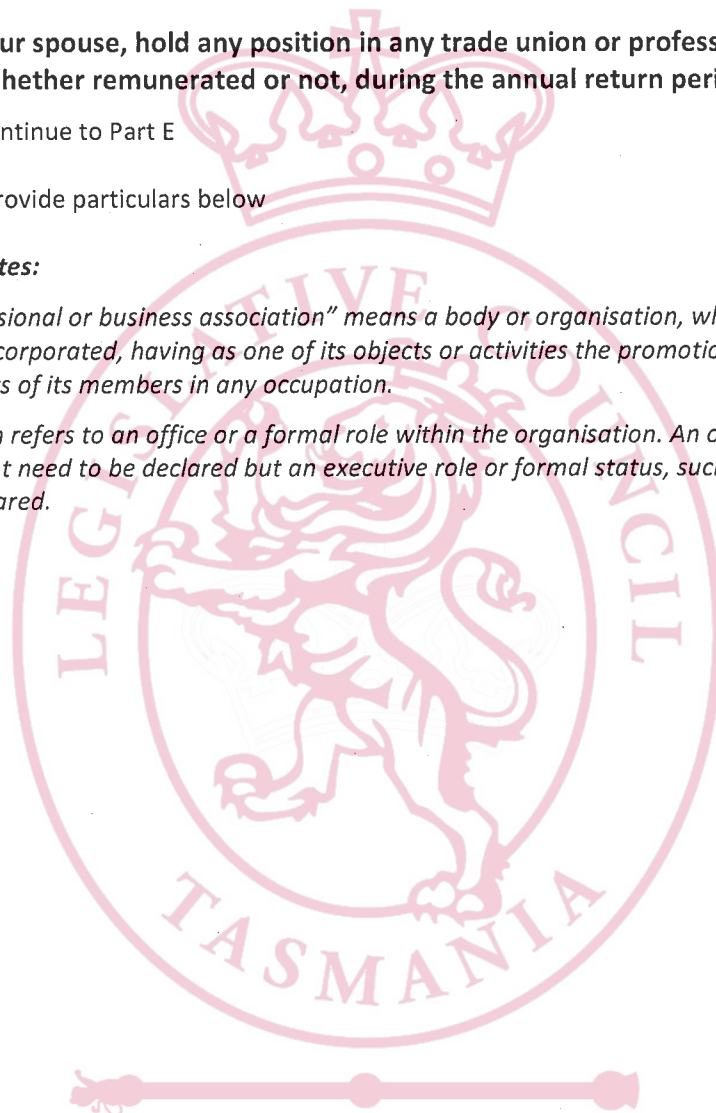 ur spouse, hold any position in any trade union or profess
hether remunerated or not, during the annual return peri
ntinue to Part E
rovide particulars below
tes:
sional or business association” means a body or organisation, wh
corporated, having as one of its objects or activities the promotio
s of its members in any occupation.
n refers to an office or a formal role within the organisation. An o
t need to be declared but an executive role or formal status, suc
ared.
LEGISLATIVE COUNCIL
TASMANIA